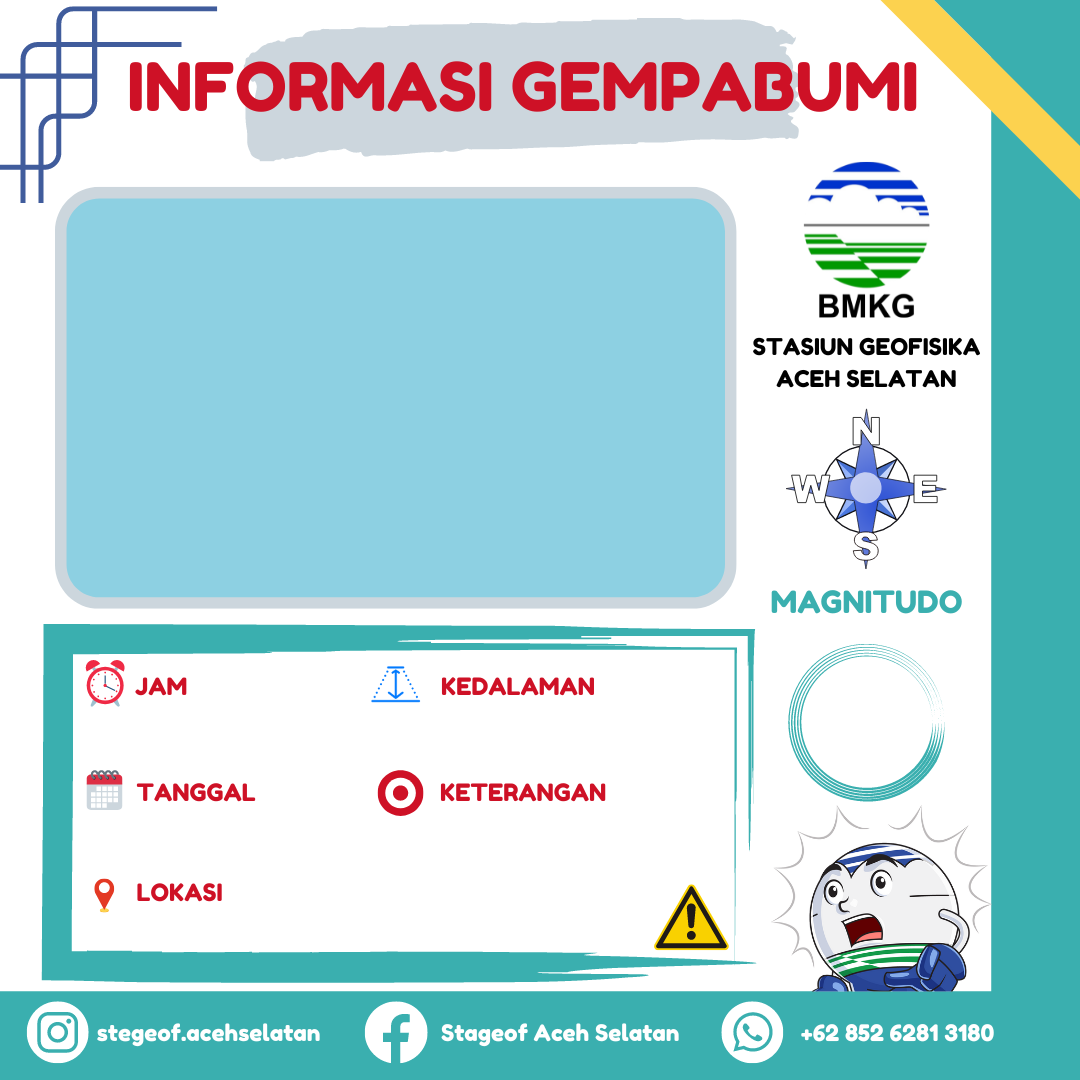 INFORMASI GEMPABUMI
BMKG
STASIUN GEOFISIKA
ACEH SELATAN
N
W E
S
MAGNITUDO
JAM
KEDALAMAN
TANGGAL
KETERANGAN
LOKASI
stegeof.acehselatan
Stageof Aceh Selatan
+62 852 6281 3180